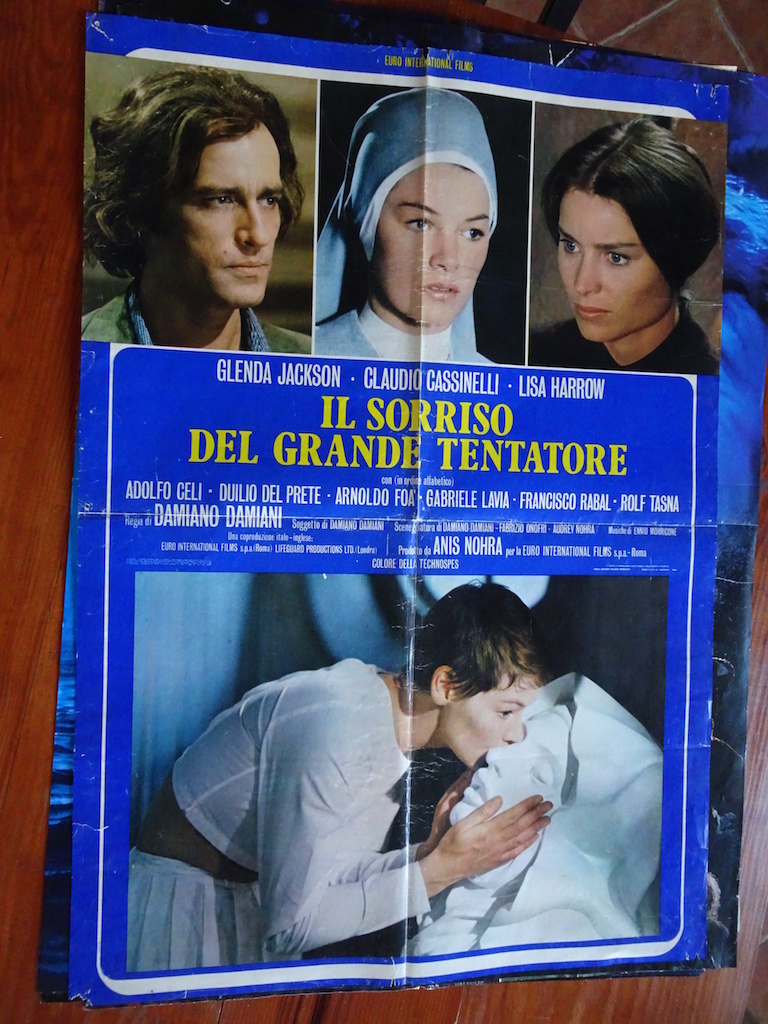 EURO INTERNATIONAL FILMS
GLENDA JACKSON · CLAUDIO CASSINELLI · LISA HARROW
IL SORRISO
DEL GRANDE TENTATORE
con (in ordine alfabetico)
ADOLFO CELI · DUILIO DEL PRETE · ARNOLDO FOA' · GABRIELE LAVIA · FRANCISCO RABAL · ROLF TASNA
Regia di DAMIANO DAMIANI Soggetto di DAMIANO DAMIANI Sceneggiatura di DAMIANO DAMIANI - FABRIZIO ONOFRI - AUDREY NOHRA Musiche di ENNIO MORRICONE
Una coproduzione italo-inglese:
EURO INTERNATIONAL FILMS s.p.a. (Roma) LIFEGUARD PRODUCTIONS LTD. (Londra) Prodotto da ANIS NOHRA per la EURO INTERNATIONAL FILMS s.p.a. - Roma
COLORE DELLA TECHNOSPES